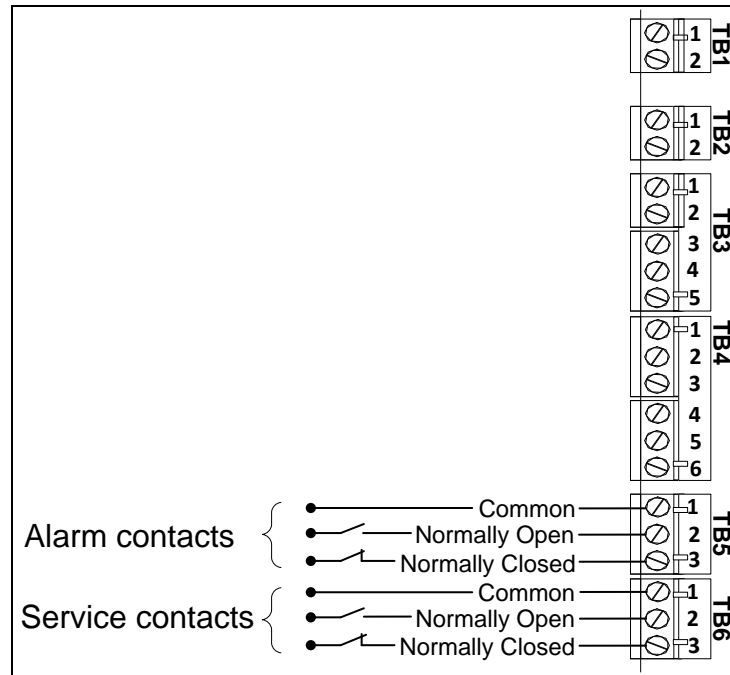 1
2
TB1
1
2
TB2
1
2
3
4
5
TB3
1
2
3
4
5
6
TB4
Alarm contacts
Common
Normally Open
Normally Closed
1
2
3
TB5
Service contacts
Common
Normally Open
Normally Closed
1
2
3
TB6